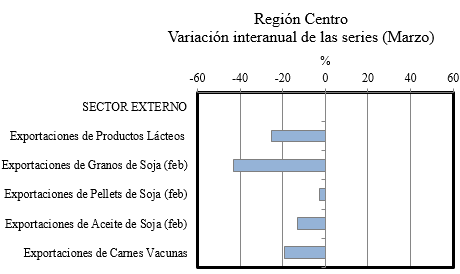 Región Centro
Variación interanual de las series (Marzo)
%
-60 -40 -20 0 20 40 60
SECTOR EXTERNO
Exportaciones de Productos Lácteos
Exportaciones de Granos de Soja (feb)
Exportaciones de Pellets de Soja (feb)
Exportaciones de Aceite de Soja (feb)
Exportaciones de Carnes Vacunas